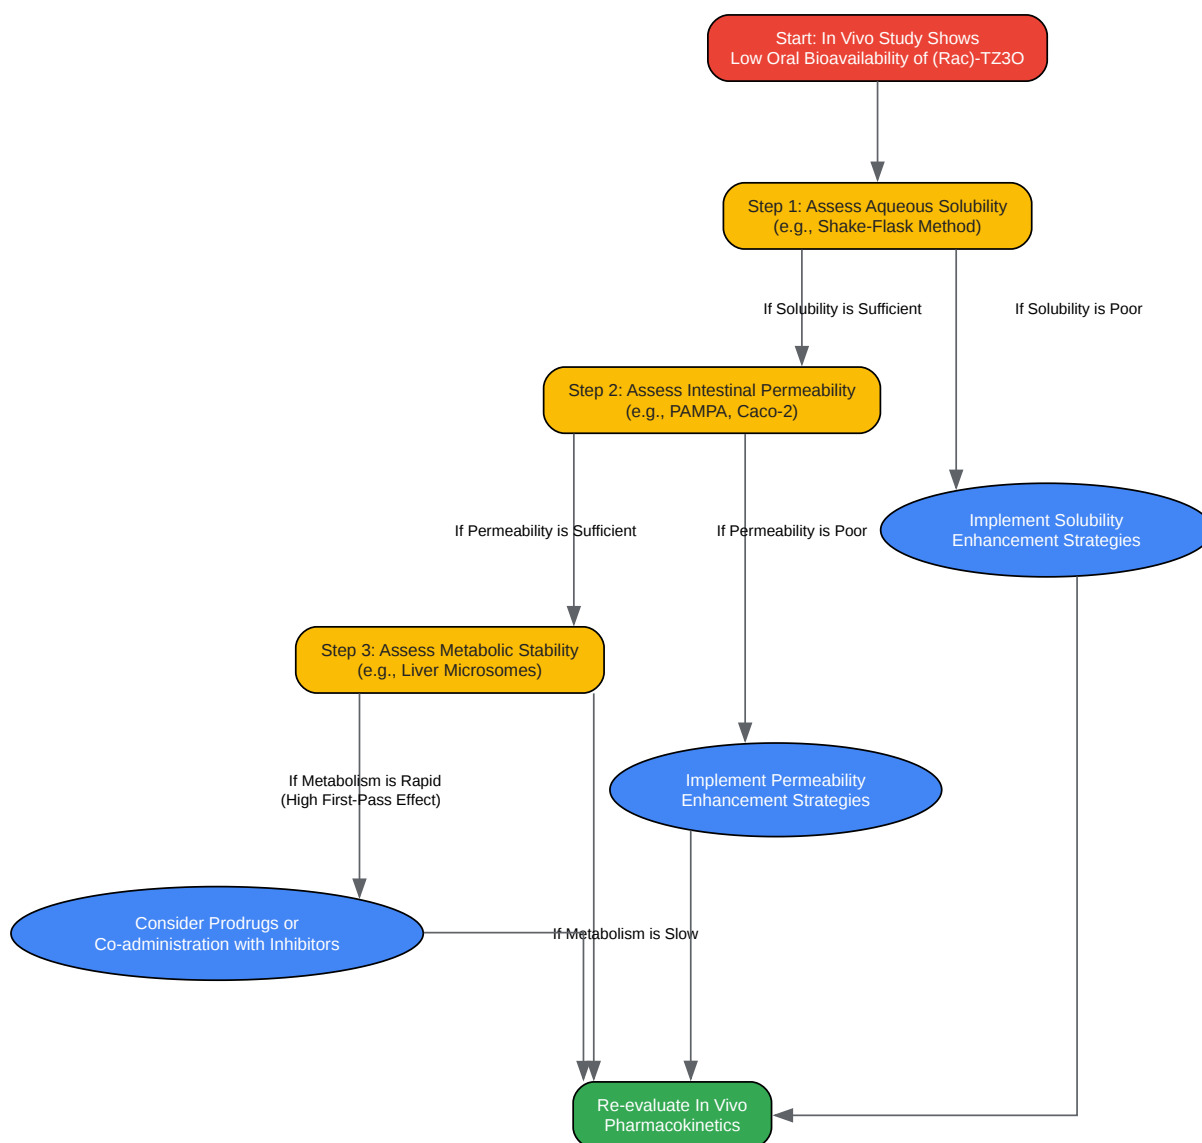 Start: In Vivo Study Shows
Low Oral Bioavailability of (Rac)-TZ3O
Step 1: Assess Aqueous Solubility
(e.g., Shake-Flask Method)
If Solubility is Sufficient
If Solubility is Poor
Step 2: Assess Intestinal Permeability
(e.g., PAMPA, Caco-2)
If Permeability is Sufficient
If Permeability is Poor
Implement Solubility
Enhancement Strategies
Step 3: Assess Metabolic Stability
(e.g., Liver Microsomes)
If Metabolism is Rapid
(High First-Pass Effect)
Implement Permeability
Enhancement Strategies
Consider Prodrugs or
Co-administration with Inhibitors
If Metabolism is Slow
Re-evaluate In Vivo
Pharmacokinetics